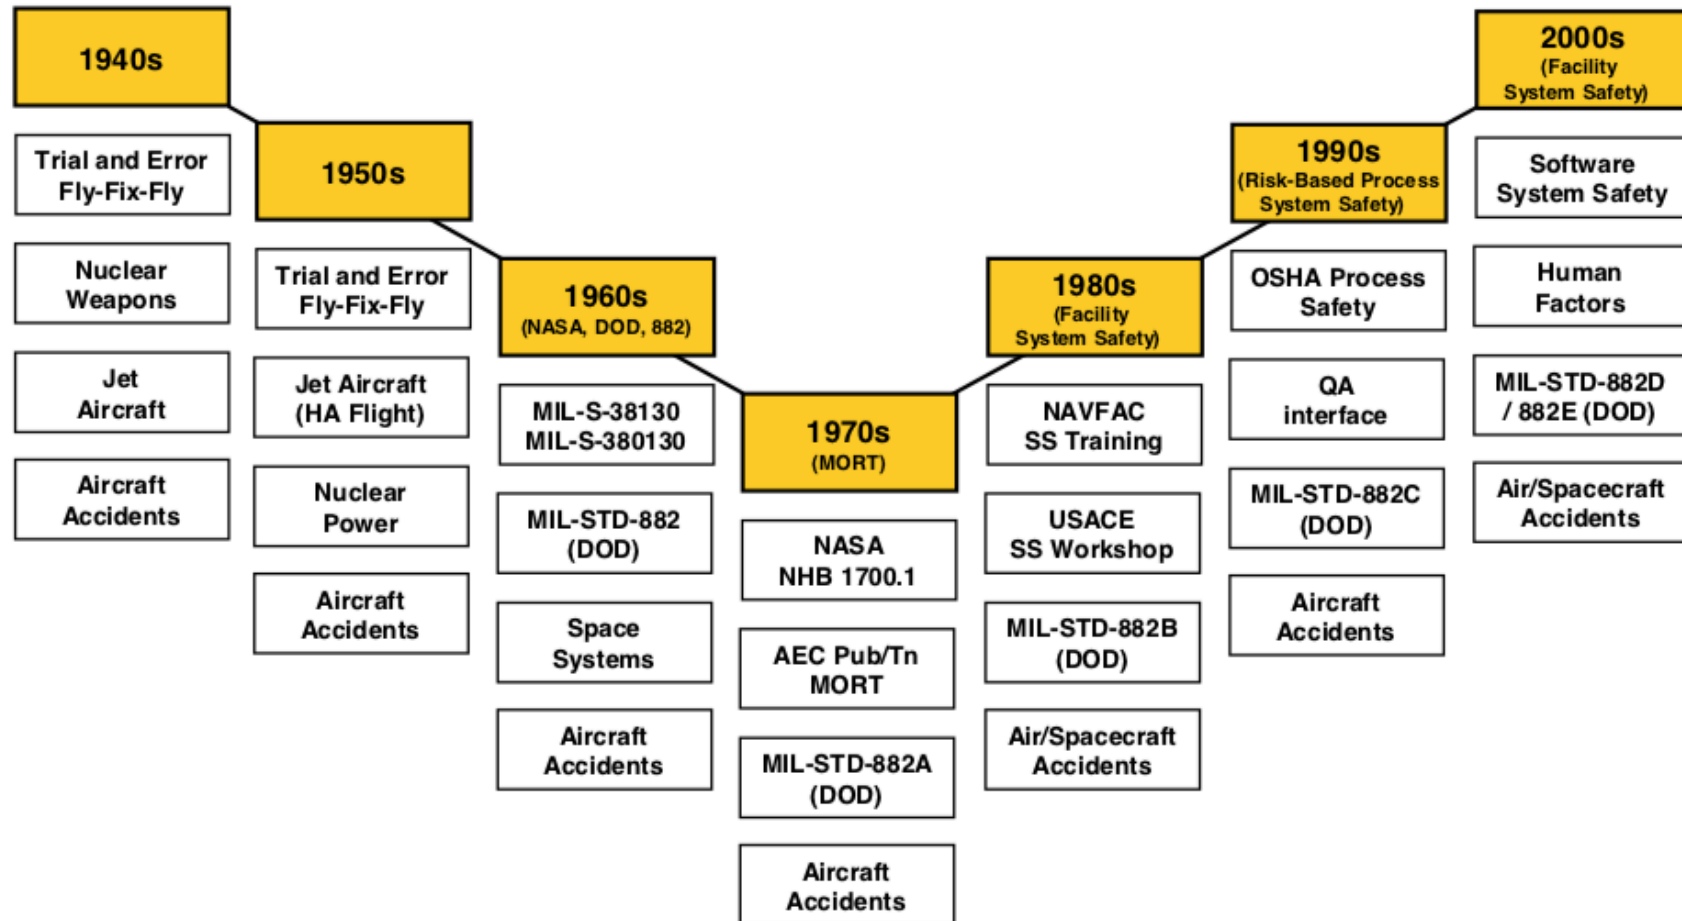 1940s
Trial and Error
Fly-Fix-Fly
Nuclear
Weapons
Jet
Aircraft
Aircraft
Accidents
1950s
Trial and Error
Fly-Fix-Fly
Jet Aircraft
(HA Flight)
Nuclear
Power
Aircraft
Accidents
1960s
(NASA, DOD, 882)
MIL-S-38130
MIL-S-380130
MIL-STD-882
(DOD)
Space
Systems
Aircraft
Accidents
1970s
(MORT)
NASA
NHB 1700.1
AEC Pub/Tn
MORT
MIL-STD-882A
(DOD)
Aircraft
Accidents
1980s
(Facility
System Safety)
NAVFAC
SS Training
USACE
SS Workshop
MIL-STD-882B
(DOD)
Air/Spacecraft
Accidents
1990s
(Risk-Based Process
System Safety)
OSHA Process
Safety
QA
interface
MIL-STD-882C
(DOD)
Aircraft
Accidents
2000s
(Facility
System Safety)
Software
System Safety
Human
Factors
MIL-STD-882D
/ 882E (DOD)
Air/Spacecraft
Accidents